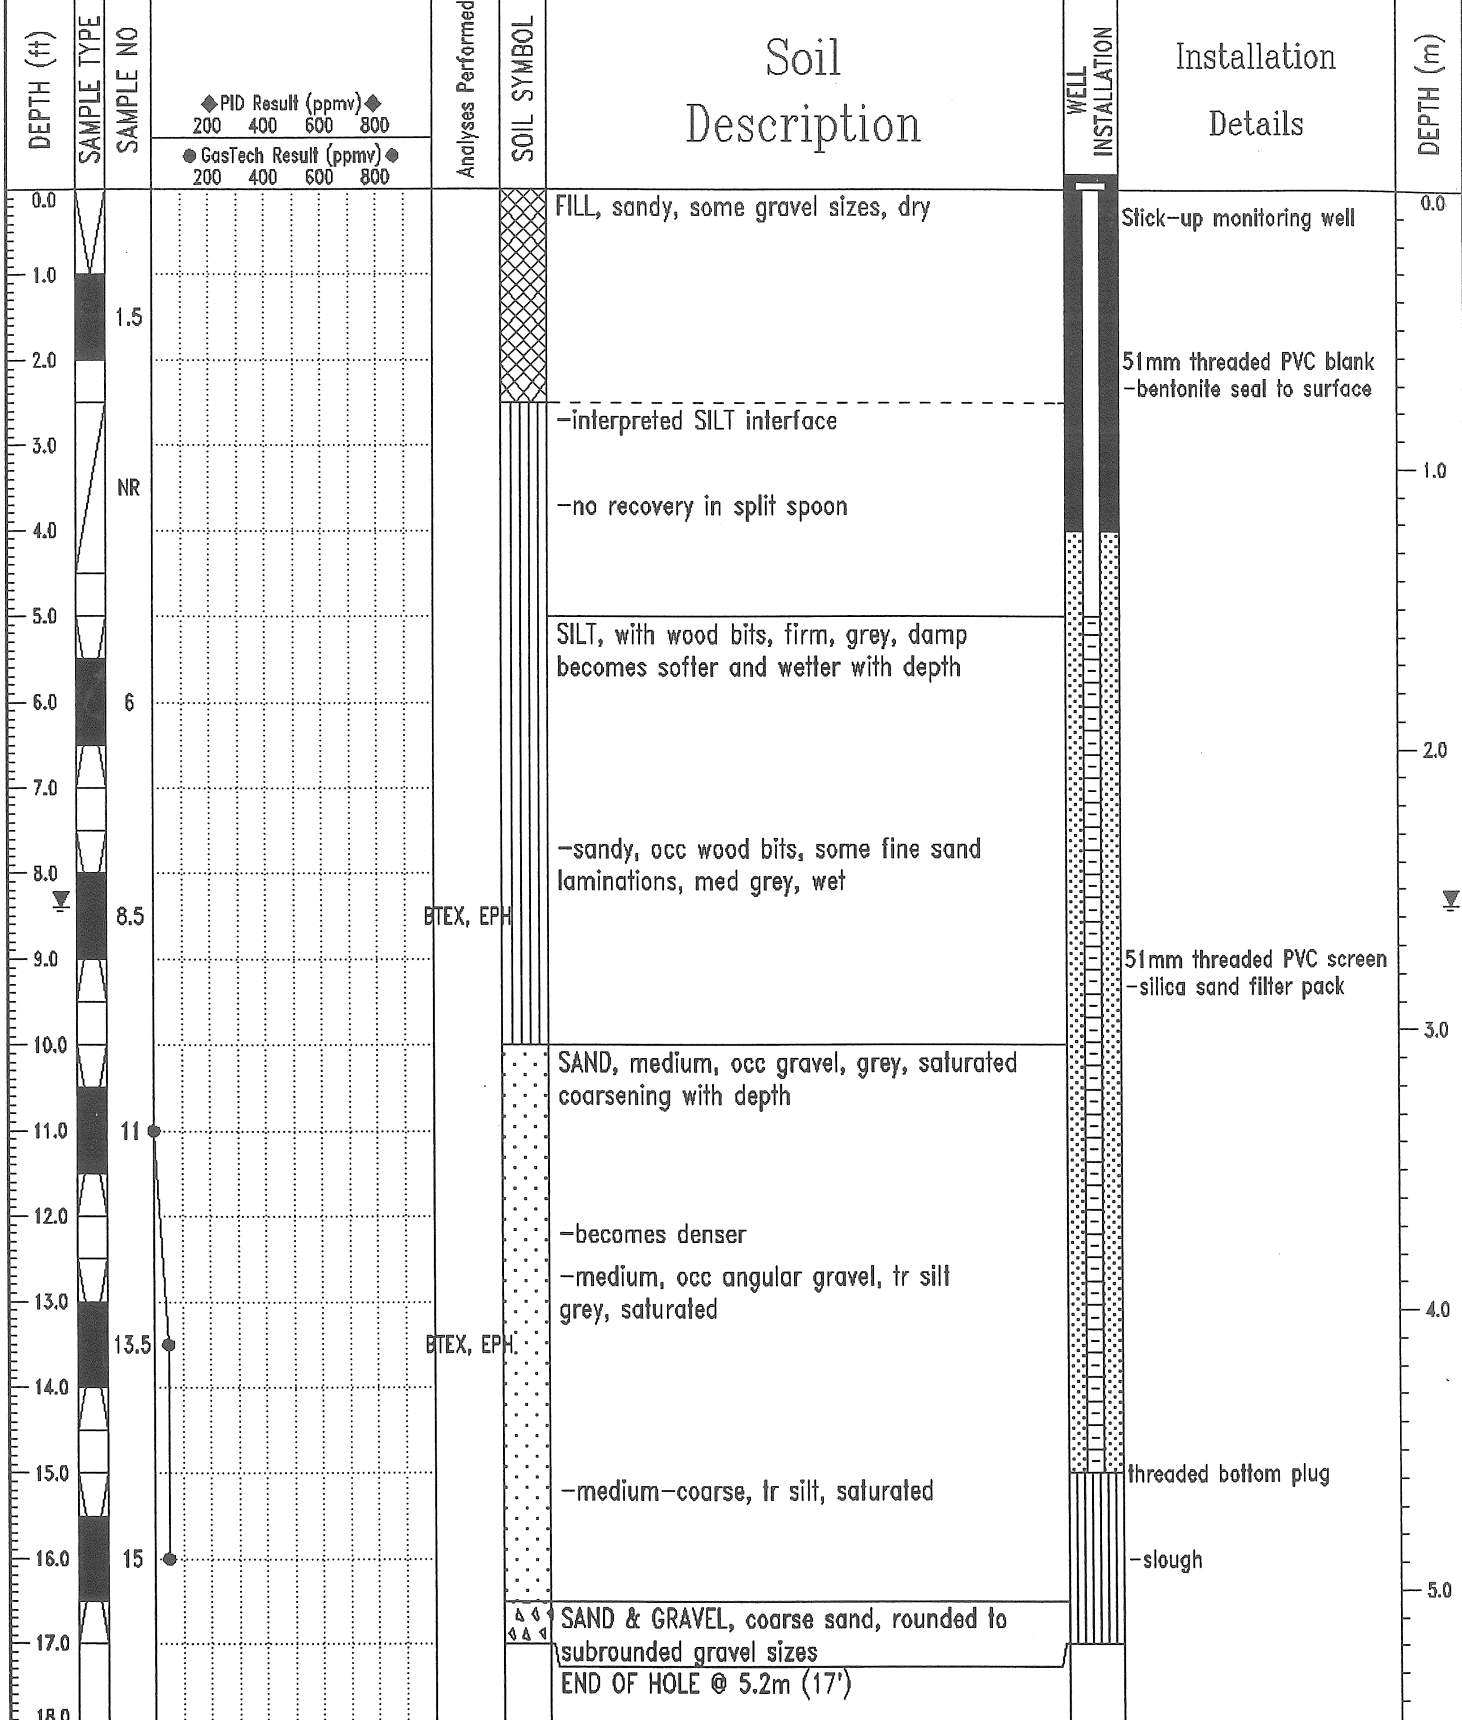 DEPTH (ft)
SAMPLE TYPE
SAMPLE NO
PID Result (ppmv)
200 400 600 800
GasTech Result (ppmv)
200 400 600 800
Analyses Performed
SOIL SYMBOL
Soil
Description
WELL
INSTALLATION
Installation
Details
DEPTH (m)
0.0
FILL, sandy, some gravel sizes, dry
Stick-up monitoring well
0.0
1.0
1.5
2.0
51mm threaded PVC blank
-bentonite seal to surface
-interpreted SILT interface
3.0
1.0
NR
-no recovery in split spoon
4.0
5.0
SILT, with wood bits, firm, grey, damp
becomes softer and wetter with depth
6.0
6
2.0
7.0
-sandy, occ wood bits, some fine sand
laminations, med grey, wet
8.0
8.5
BTEX, EPH
9.0
51mm threaded PVC screen
-silica sand filter pack
3.0
10.0
SAND, medium, occ gravel, grey, saturated
coarsening with depth
11.0
11
12.0
-becomes denser
-medium, occ angular gravel, tr silt
grey, saturated
13.0
4.0
13.5
BTEX, EPH
14.0
15.0
threaded bottom plug
-medium-coarse, tr silt, saturated
16.0
15
-slough
5.0
SAND & GRAVEL, coarse sand, rounded to
subrounded gravel sizes
17.0
END OF HOLE @ 5.2m (17')
18.0